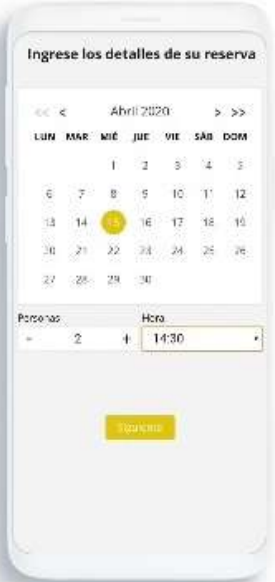 Ingrese los detalles de su reserva
<< < Abril 2020 > >>
LUN MAR MIÉ JUE VIE SÁB DOM
1 2 3 4 5
6 7 8 9 10 11 12
13 14 15 16 17 18 19
20 21 22 23 24 25 26
27 28 29 30
Personas Hora
- 2 + 14:30
Siguiente